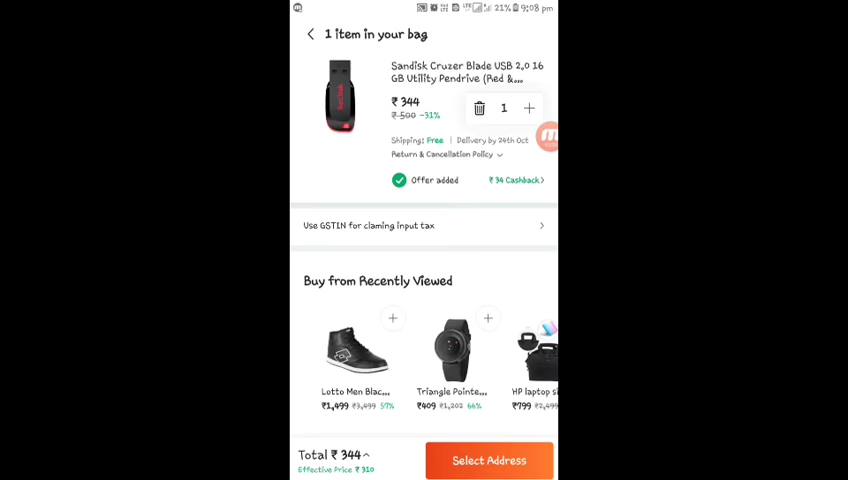 21% 9:08 pm
1 item in your bag
Sandisk Cruzer Blade USB 2.0 16
GB Utility Pendrive (Red &...
₹ 344
₹ 500 -31%
1
Shipping: Free | Delivery by 24th Oct
Return & Cancellation Policy
Offer added
₹ 34 Cashback
Use GSTIN for claming input tax
Buy from Recently Viewed
Lotto Men Blac...
₹1,499 ₹3,499 57%
Triangle Pointe...
₹409 ₹1,202 66%
HP laptop si
₹799 ₹2,499
Total ₹ 344
Effective Price ₹ 310
Select Address